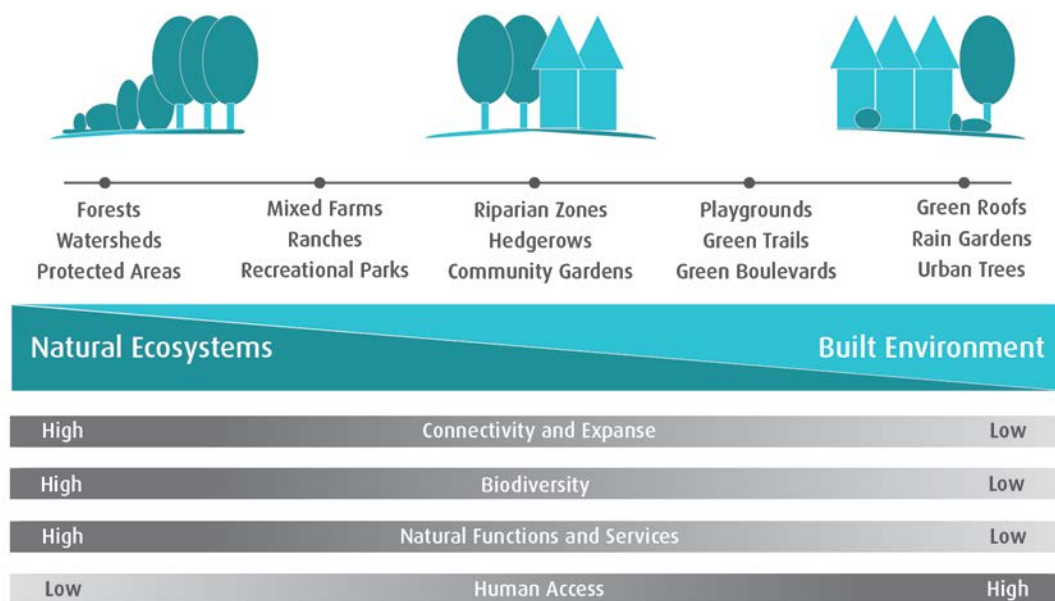 Forests
Watersheds
Protected Areas
Mixed Farms
Ranches
Recreational Parks
Riparian Zones
Hedgerows
Community Gardens
Playgrounds
Green Trails
Green Boulevards
Green Roofs
Rain Gardens
Urban Trees
Natural Ecosystems
Built Environment
High Connectivity and Expanse Low
High Biodiversity Low
High Natural Functions and Services Low
Low Human Access High